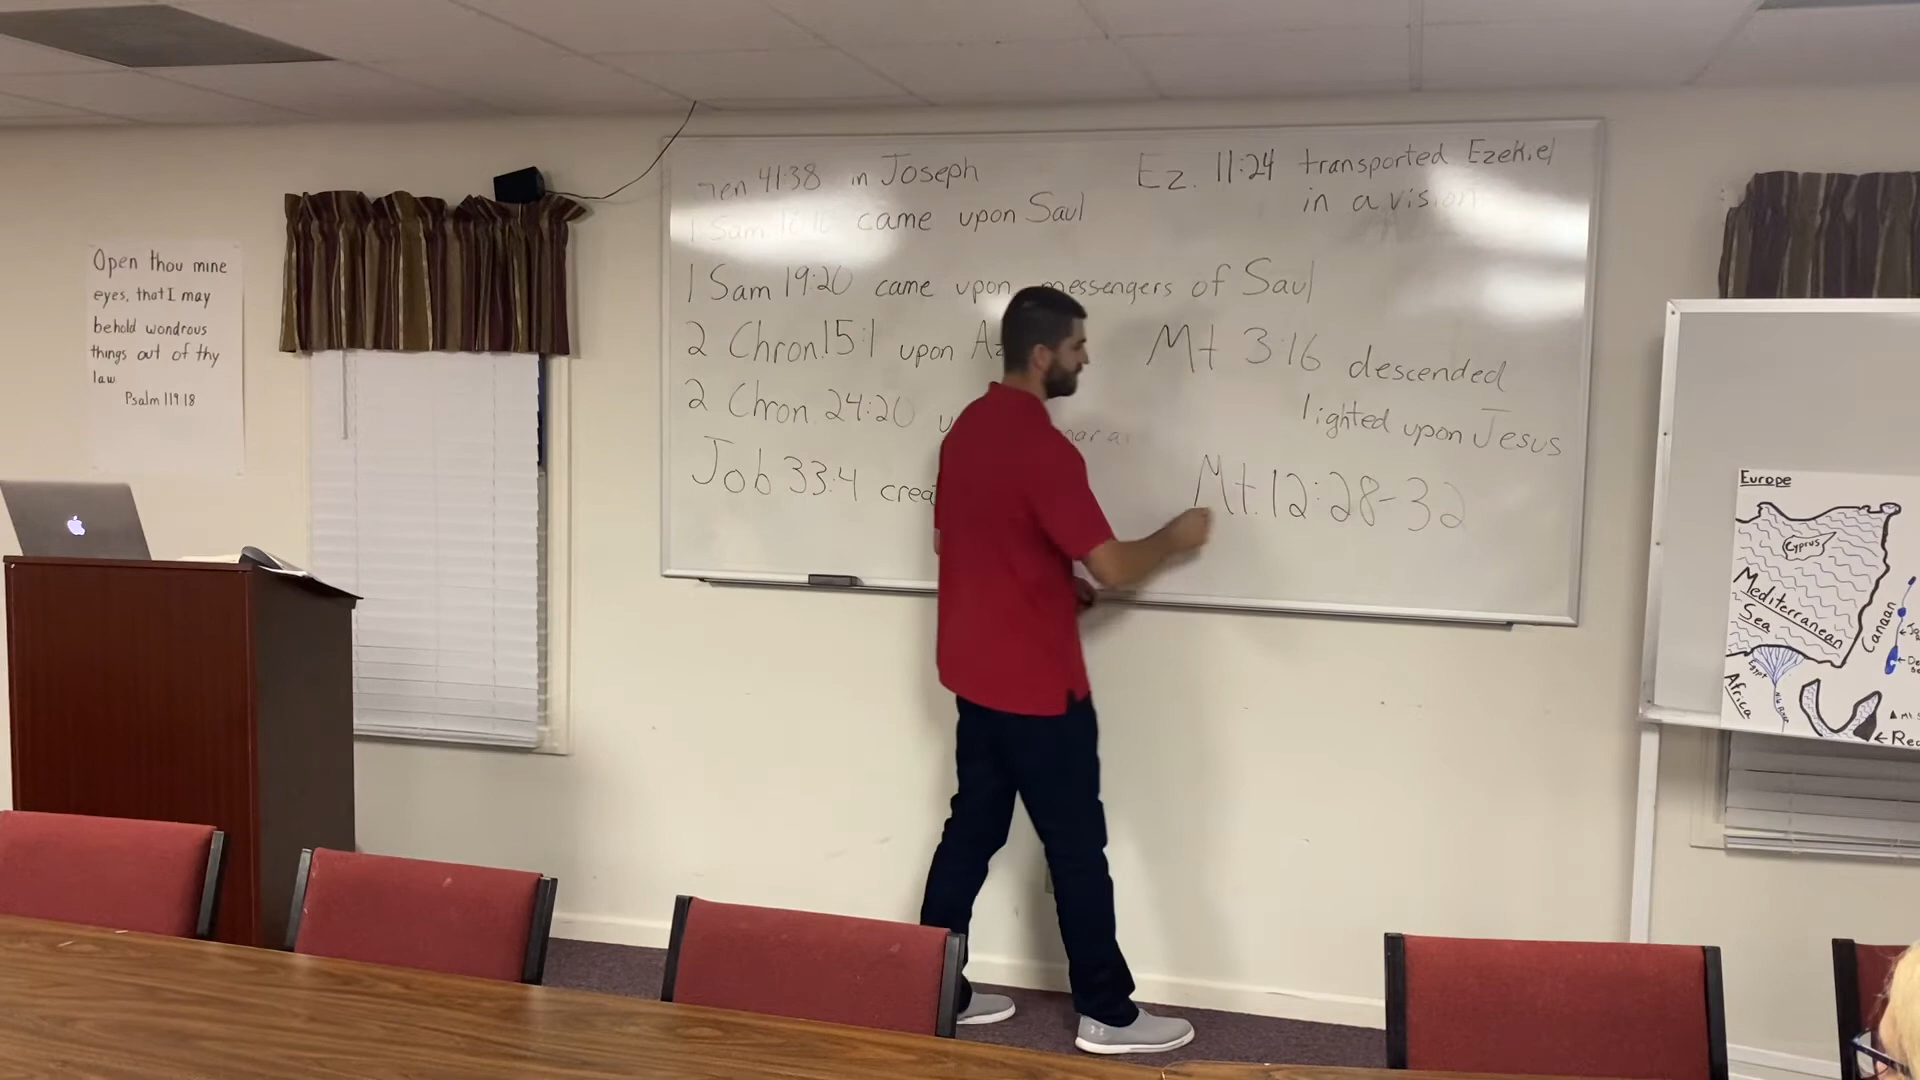 Open thou mine
eyes, that I may
behold wondrous
things out of thy
law
Psalm 119:18
41:38 in Joseph
1 Sam 10:10 came upon Saul
1 Sam 19:20 came upon messengers of Saul
2 Chron. 15:1 upon
2 Chron. 24:20
Job 33:4
Ez. 11:24 transported Ezekiel
in a vision
Mt 3:16 descended
lighted upon Jesus
Mt. 12:28-32
Europe
Cyprus
Mediterranean
Sea
Canaan
Egypt
Africa